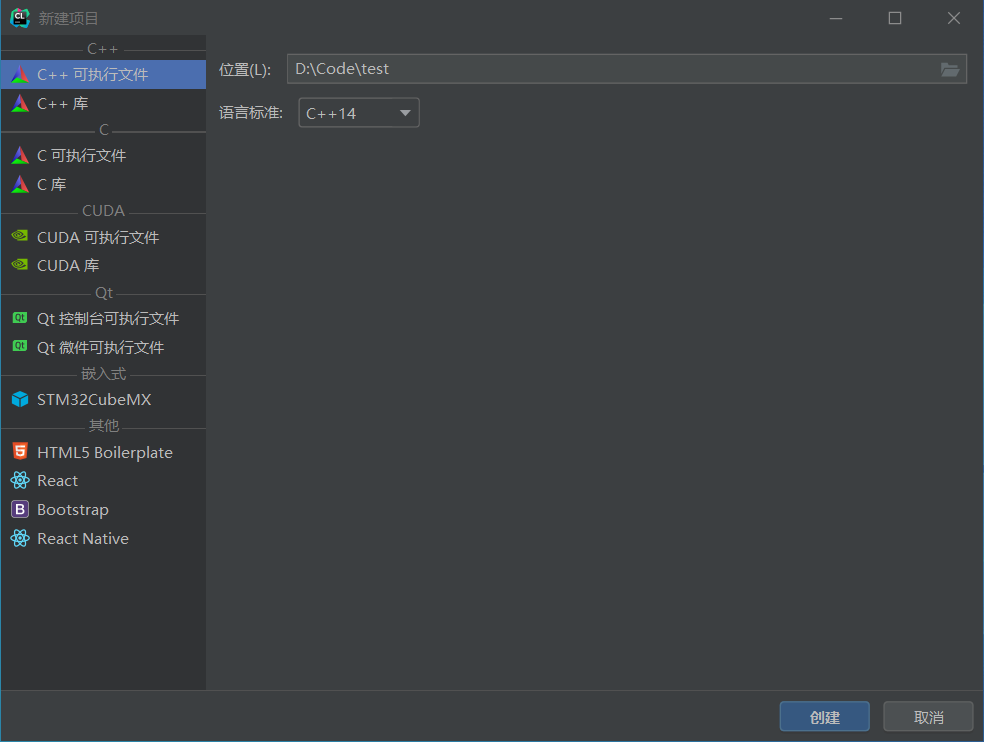 新建项目
C++
C++ 可执行文件
C++ 库
C
C 可执行文件
C 库
CUDA
CUDA 可执行文件
CUDA 库
Qt
Qt 控制台可执行文件
Qt 微件可执行文件
嵌入式
STM32CubeMX
其他
HTML5 Boilerplate
React
Bootstrap
React Native
位置(L): D:\Code\test
语言标准: C++14
创建 取消